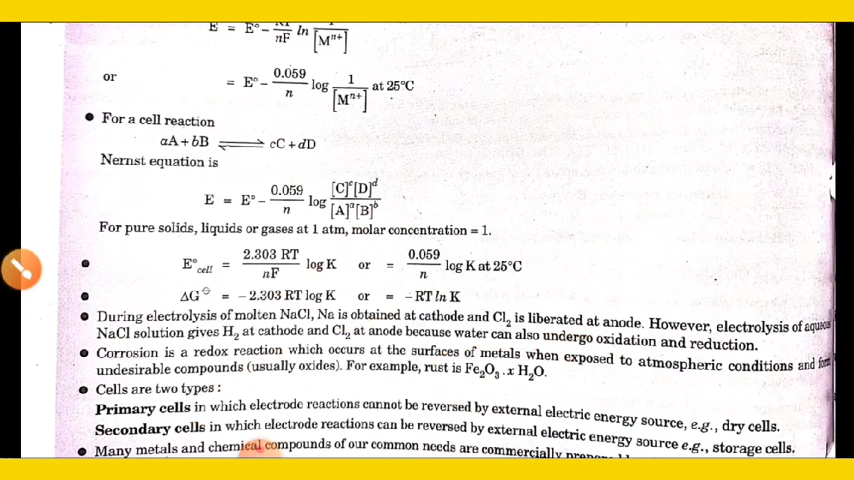 E = E° – RT/nF ln 1/[Mⁿ⁺]
or = E° – 0.059/n log 1/[Mⁿ⁺] at 25°C
● For a cell reaction
aA + bB ⇌ cC + dD
Nernst equation is
E = E° – 0.059/n log [C]ᶜ[D]ᵈ/[A]ᵃ[B]ᵇ
For pure solids, liquids or gases at 1 atm, molar concentration = 1.
● E°cell = 2.303 RT/nF log K or = 0.059/n log K at 25°C
● ΔG⊖ = – 2.303 RT log K or = – RT ln K
● During electrolysis of molten NaCl, Na is obtained at cathode and Cl₂ is liberated at anode. However, electrolysis of aqueous
NaCl solution gives H₂ at cathode and Cl₂ at anode because water can also undergo oxidation and reduction.
● Corrosion is a redox reaction which occurs at the surfaces of metals when exposed to atmospheric conditions and form
undesirable compounds (usually oxides). For example, rust is Fe₂O₃ . x H₂O.
● Cells are two types :
Primary cells in which electrode reactions cannot be reversed by external electric energy source, e.g., dry cells.
Secondary cells in which electrode reactions can be reversed by external electric energy source e.g., storage cells.
● Many metals and chemical compounds of our common needs are commercially